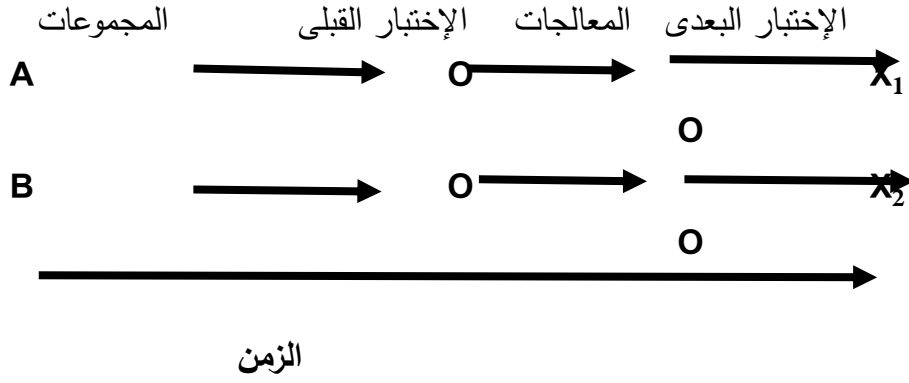 المجموعات الإختبار القبلى المعالجات الإختبار البعدى
A O X₁
O
B O X₂
O
الزمن